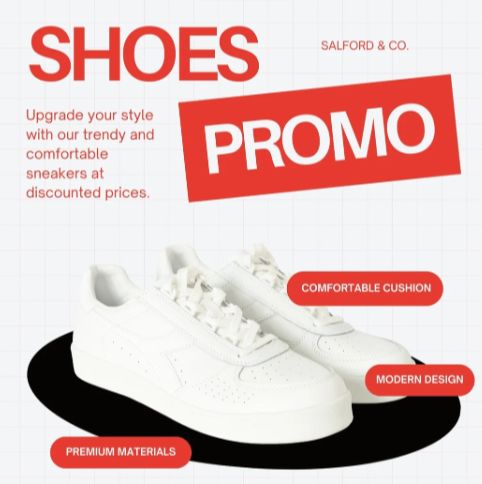 SHOES
SALFORD & CO.
PROMO
Upgrade your style
with our trendy and
comfortable
sneakers at
discounted prices.
COMFORTABLE CUSHION
MODERN DESIGN
PREMIUM MATERIALS